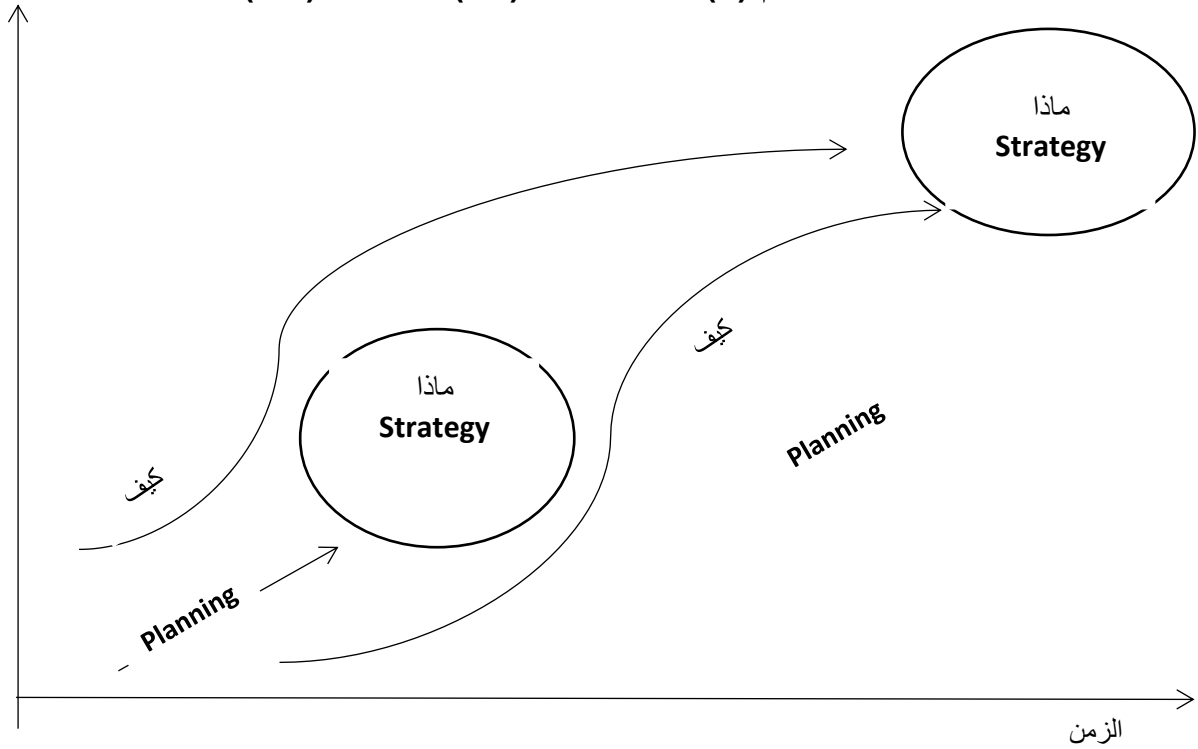 ماذا
Strategy
كيف
ماذا
Strategy
Planning
كيف
Planning
الزمن